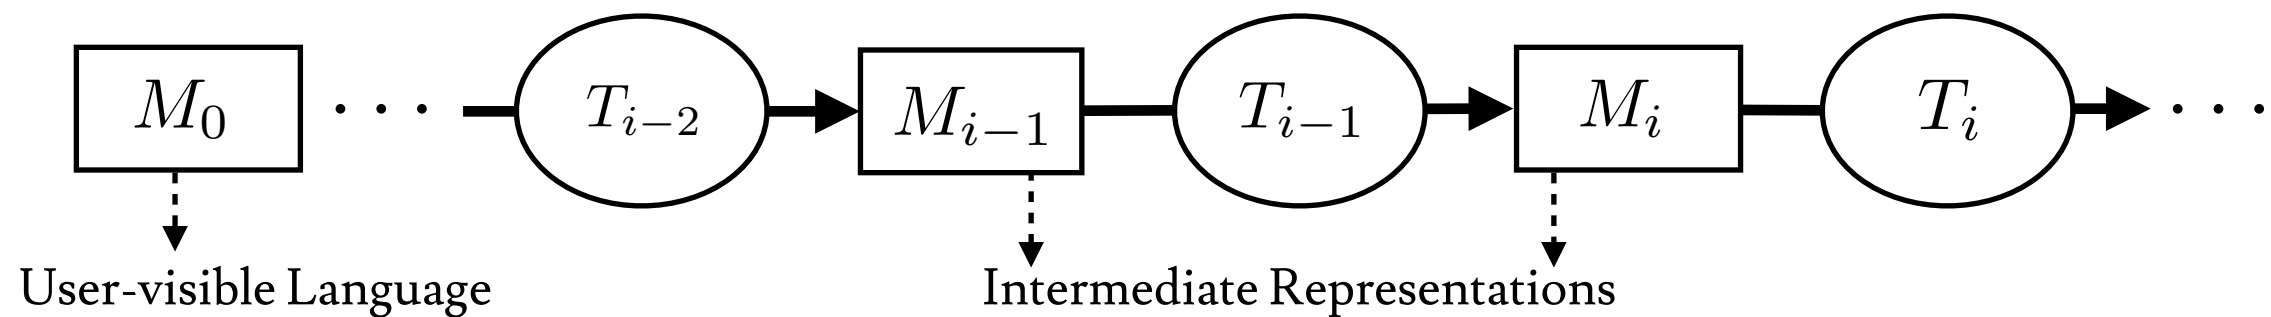 M₀ · · · Tᵢ₋₂ Mᵢ₋₁ Tᵢ₋₁ Mᵢ Tᵢ · · ·
User-visible Language Intermediate Representations